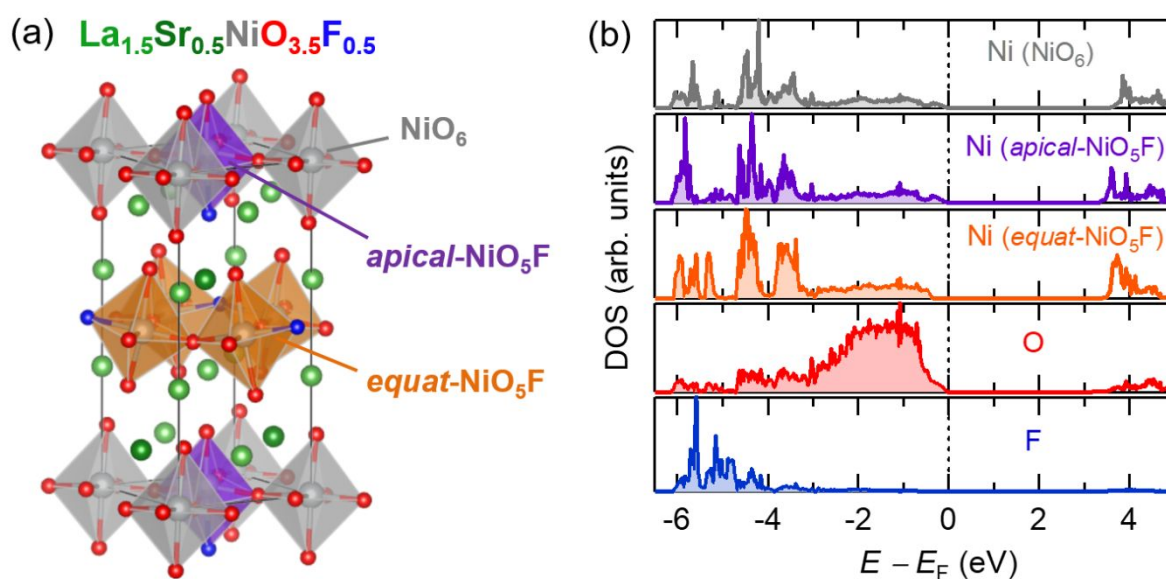 (a) La1.5Sr0.5NiO3.5F0.5
NiO6
apical-NiO5F
equat-NiO5F
(b)
DOS (arb. units)
Ni (NiO6)
Ni (apical-NiO5F)
Ni (equat-NiO5F)
O
F
-6 -4 -2 0 2 4
E – EF (eV)